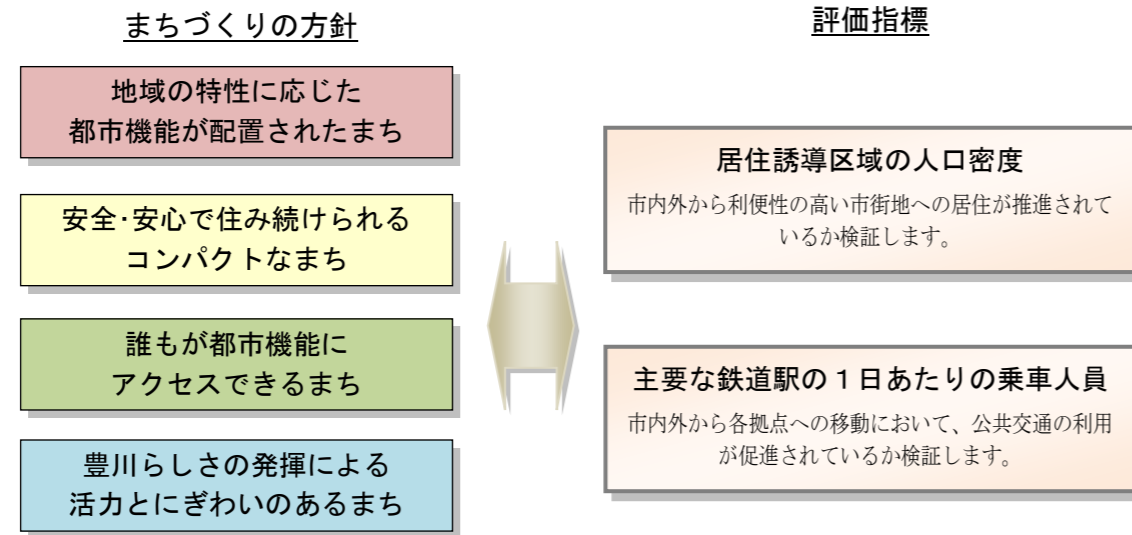 まちづくりの方針
地域の特性に応じた
都市機能が配置されたまち
安全･安心で住み続けられる
コンパクトなまち
誰もが都市機能に
アクセスできるまち
豊川らしさの発揮による
活力とにぎわいのあるまち
評価指標
居住誘導区域の人口密度
市内外から利便性の高い市街地への居住が推進されて
いるか検証します。
主要な鉄道駅の１日あたりの乗車人員
市内外から各拠点への移動において、公共交通の利用
が促進されているか検証します。